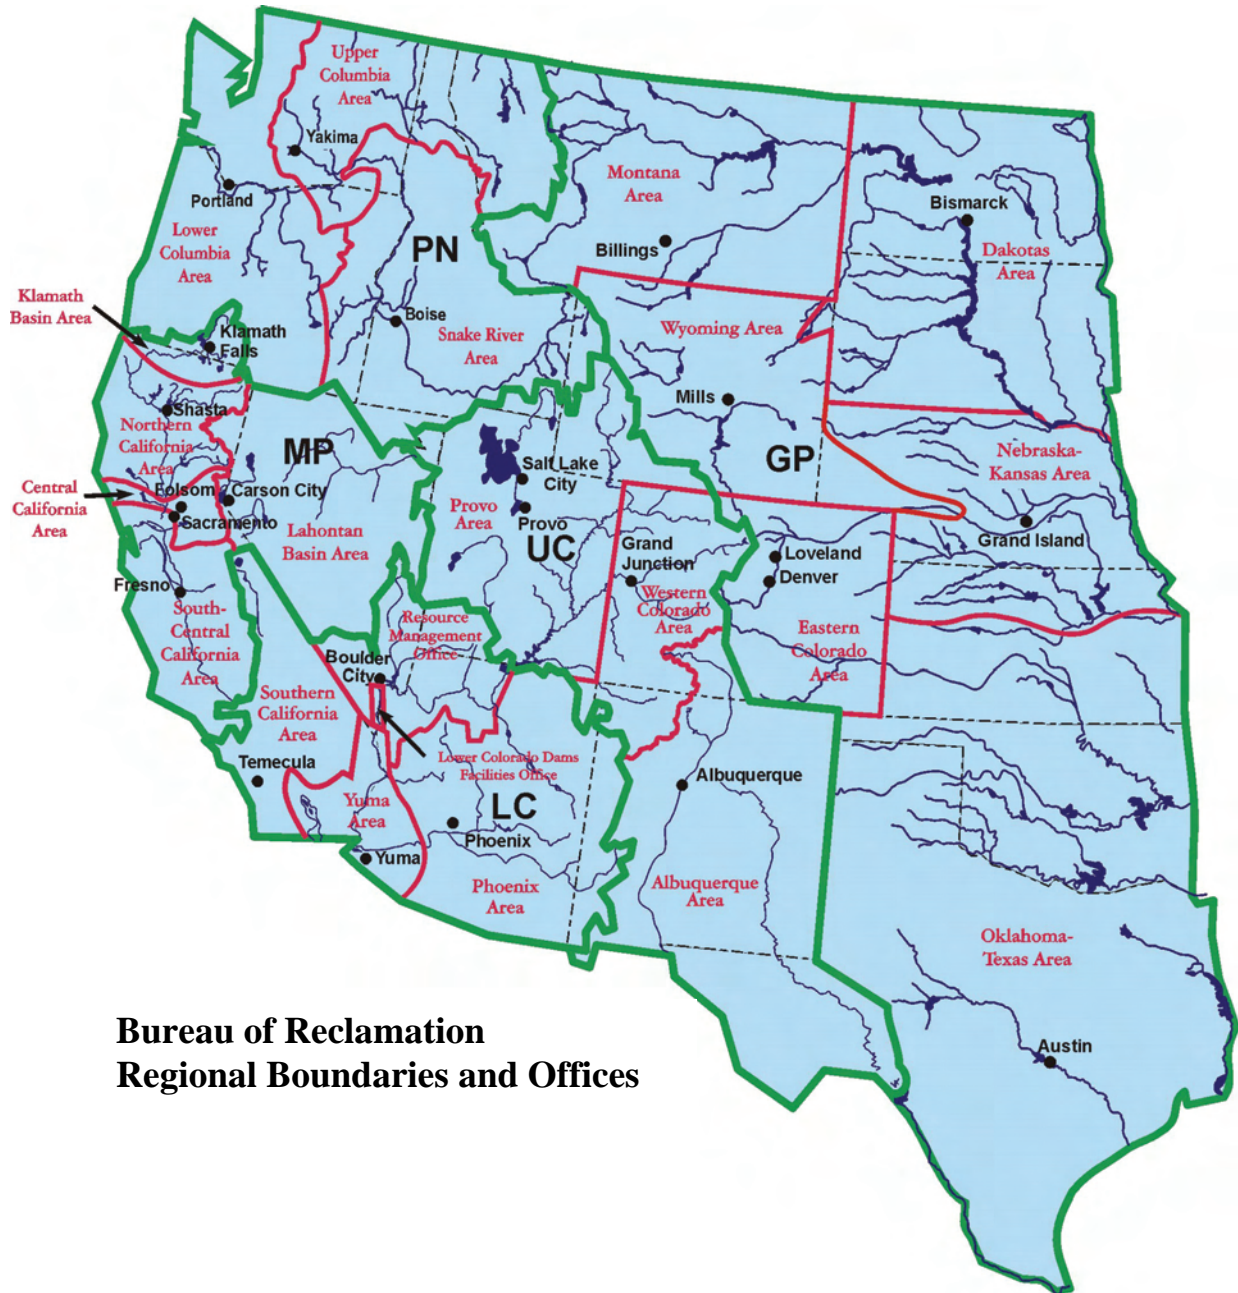 Upper
Columbia
Area
Yakima
Portland
Lower
Columbia
Area
PN
Montana
Area
Billings
Bismarck
Dakotas
Area
Klamath
Basin Area
Klamath
Falls
Boise
Snake River
Area
Wyoming Area
Mills
Shasta
Northern
California
Area
MP
GP
Nebraska-
Kansas Area
Central
California
Area
Folsom
Carson City
Sacramento
Lahontan
Basin Area
Salt Lake
City
Provo
Area
Provo
UC
Grand
Junction
Western
Colorado
Area
Loveland
Denver
Grand Island
Fresno
South-
Central
California
Area
Resource
Management
Office
Boulder
City
Eastern
Colorado
Area
Southern
California
Area
Temecula
Lower Colorado Dams
Facilities Office
Yuma
Area
LC
Phoenix
Yuma
Phoenix
Area
Albuquerque
Albuquerque
Area
Oklahoma-
Texas Area
Austin
Bureau of Reclamation
Regional Boundaries and Offices